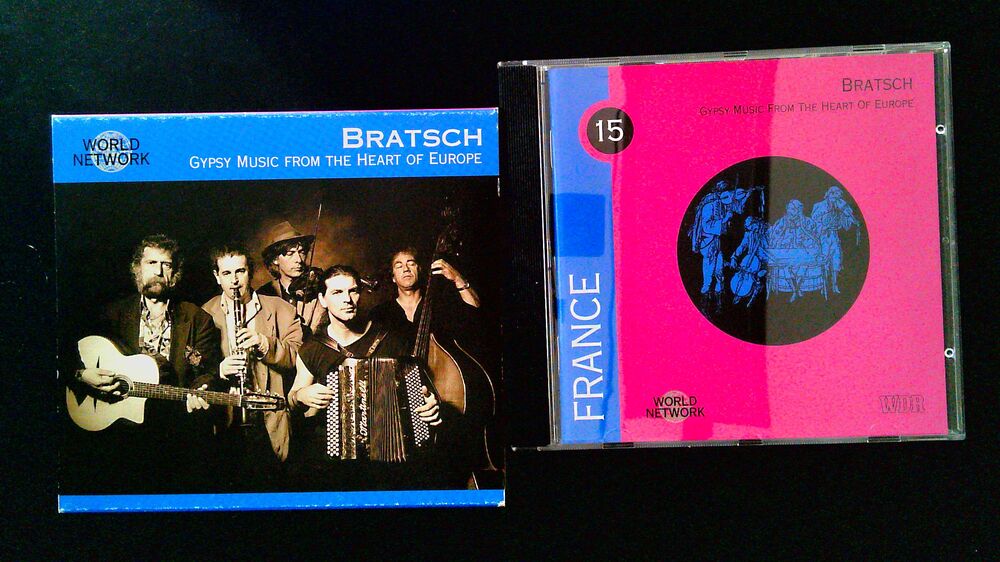 WORLD
NETWORK
BRATSCH
GYPSY MUSIC FROM THE HEART OF EUROPE
BRATSCH
GYPSY MUSIC FROM THE HEART OF EUROPE
15
FRANCE
WORLD
NETWORK
WDR